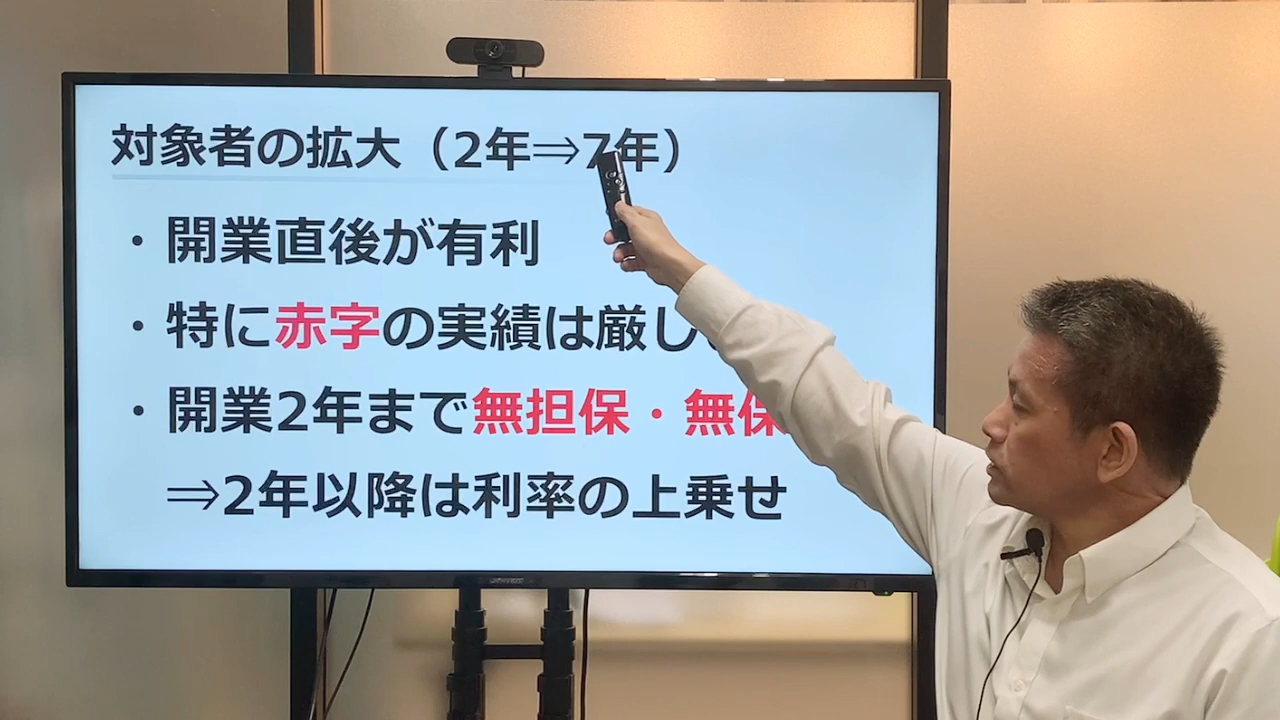 対象者の拡大（2年⇒7年）
・開業直後が有利
・特に赤字の実績は厳し
・開業2年まで無担保・無保
⇒2年以降は利率の上乗せ